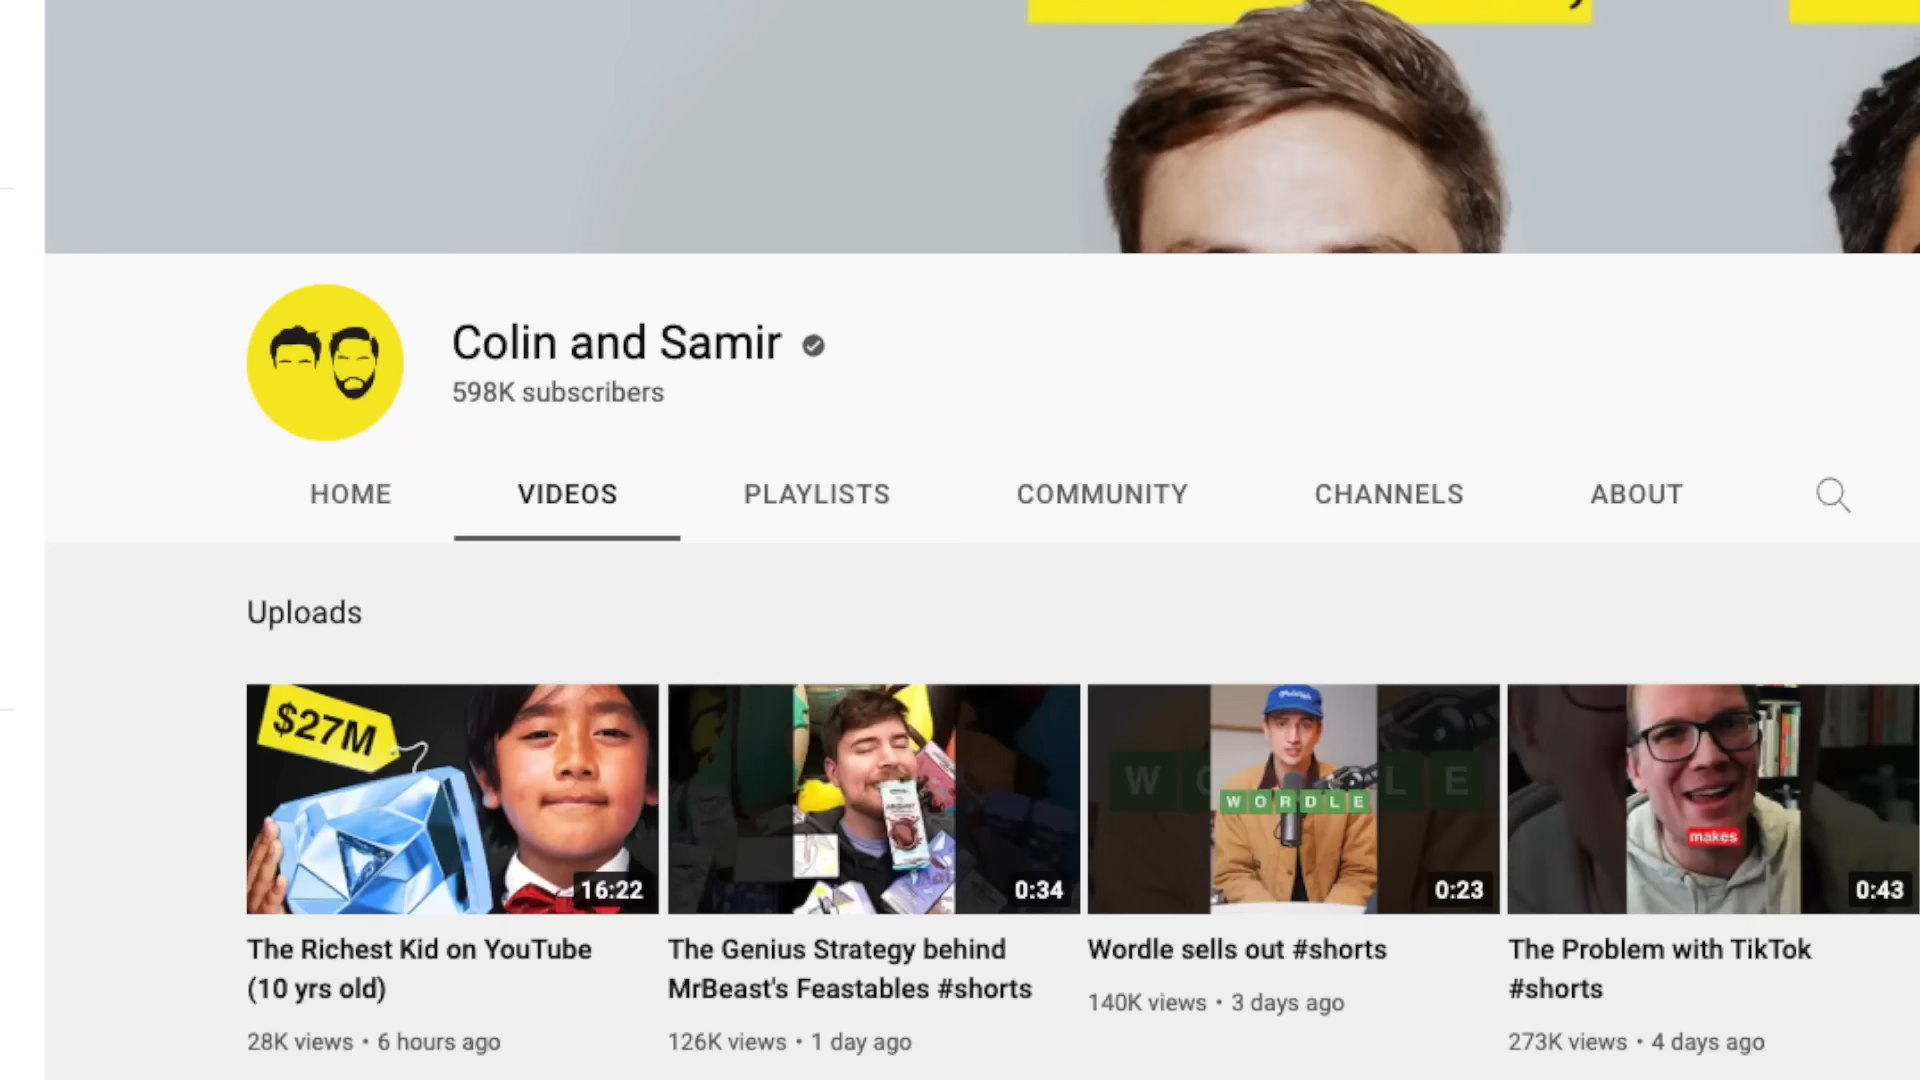 Colin and Samir
598K subscribers
HOME VIDEOS PLAYLISTS COMMUNITY CHANNELS ABOUT
Uploads
$27M
16:22
0:34
WORDLE
0:23
makes
0:43
The Richest Kid on YouTube
(10 yrs old)
28K views • 6 hours ago
The Genius Strategy behind
MrBeast's Feastables #shorts
126K views • 1 day ago
Wordle sells out #shorts
140K views • 3 days ago
The Problem with TikTok
#shorts
273K views • 4 days ago